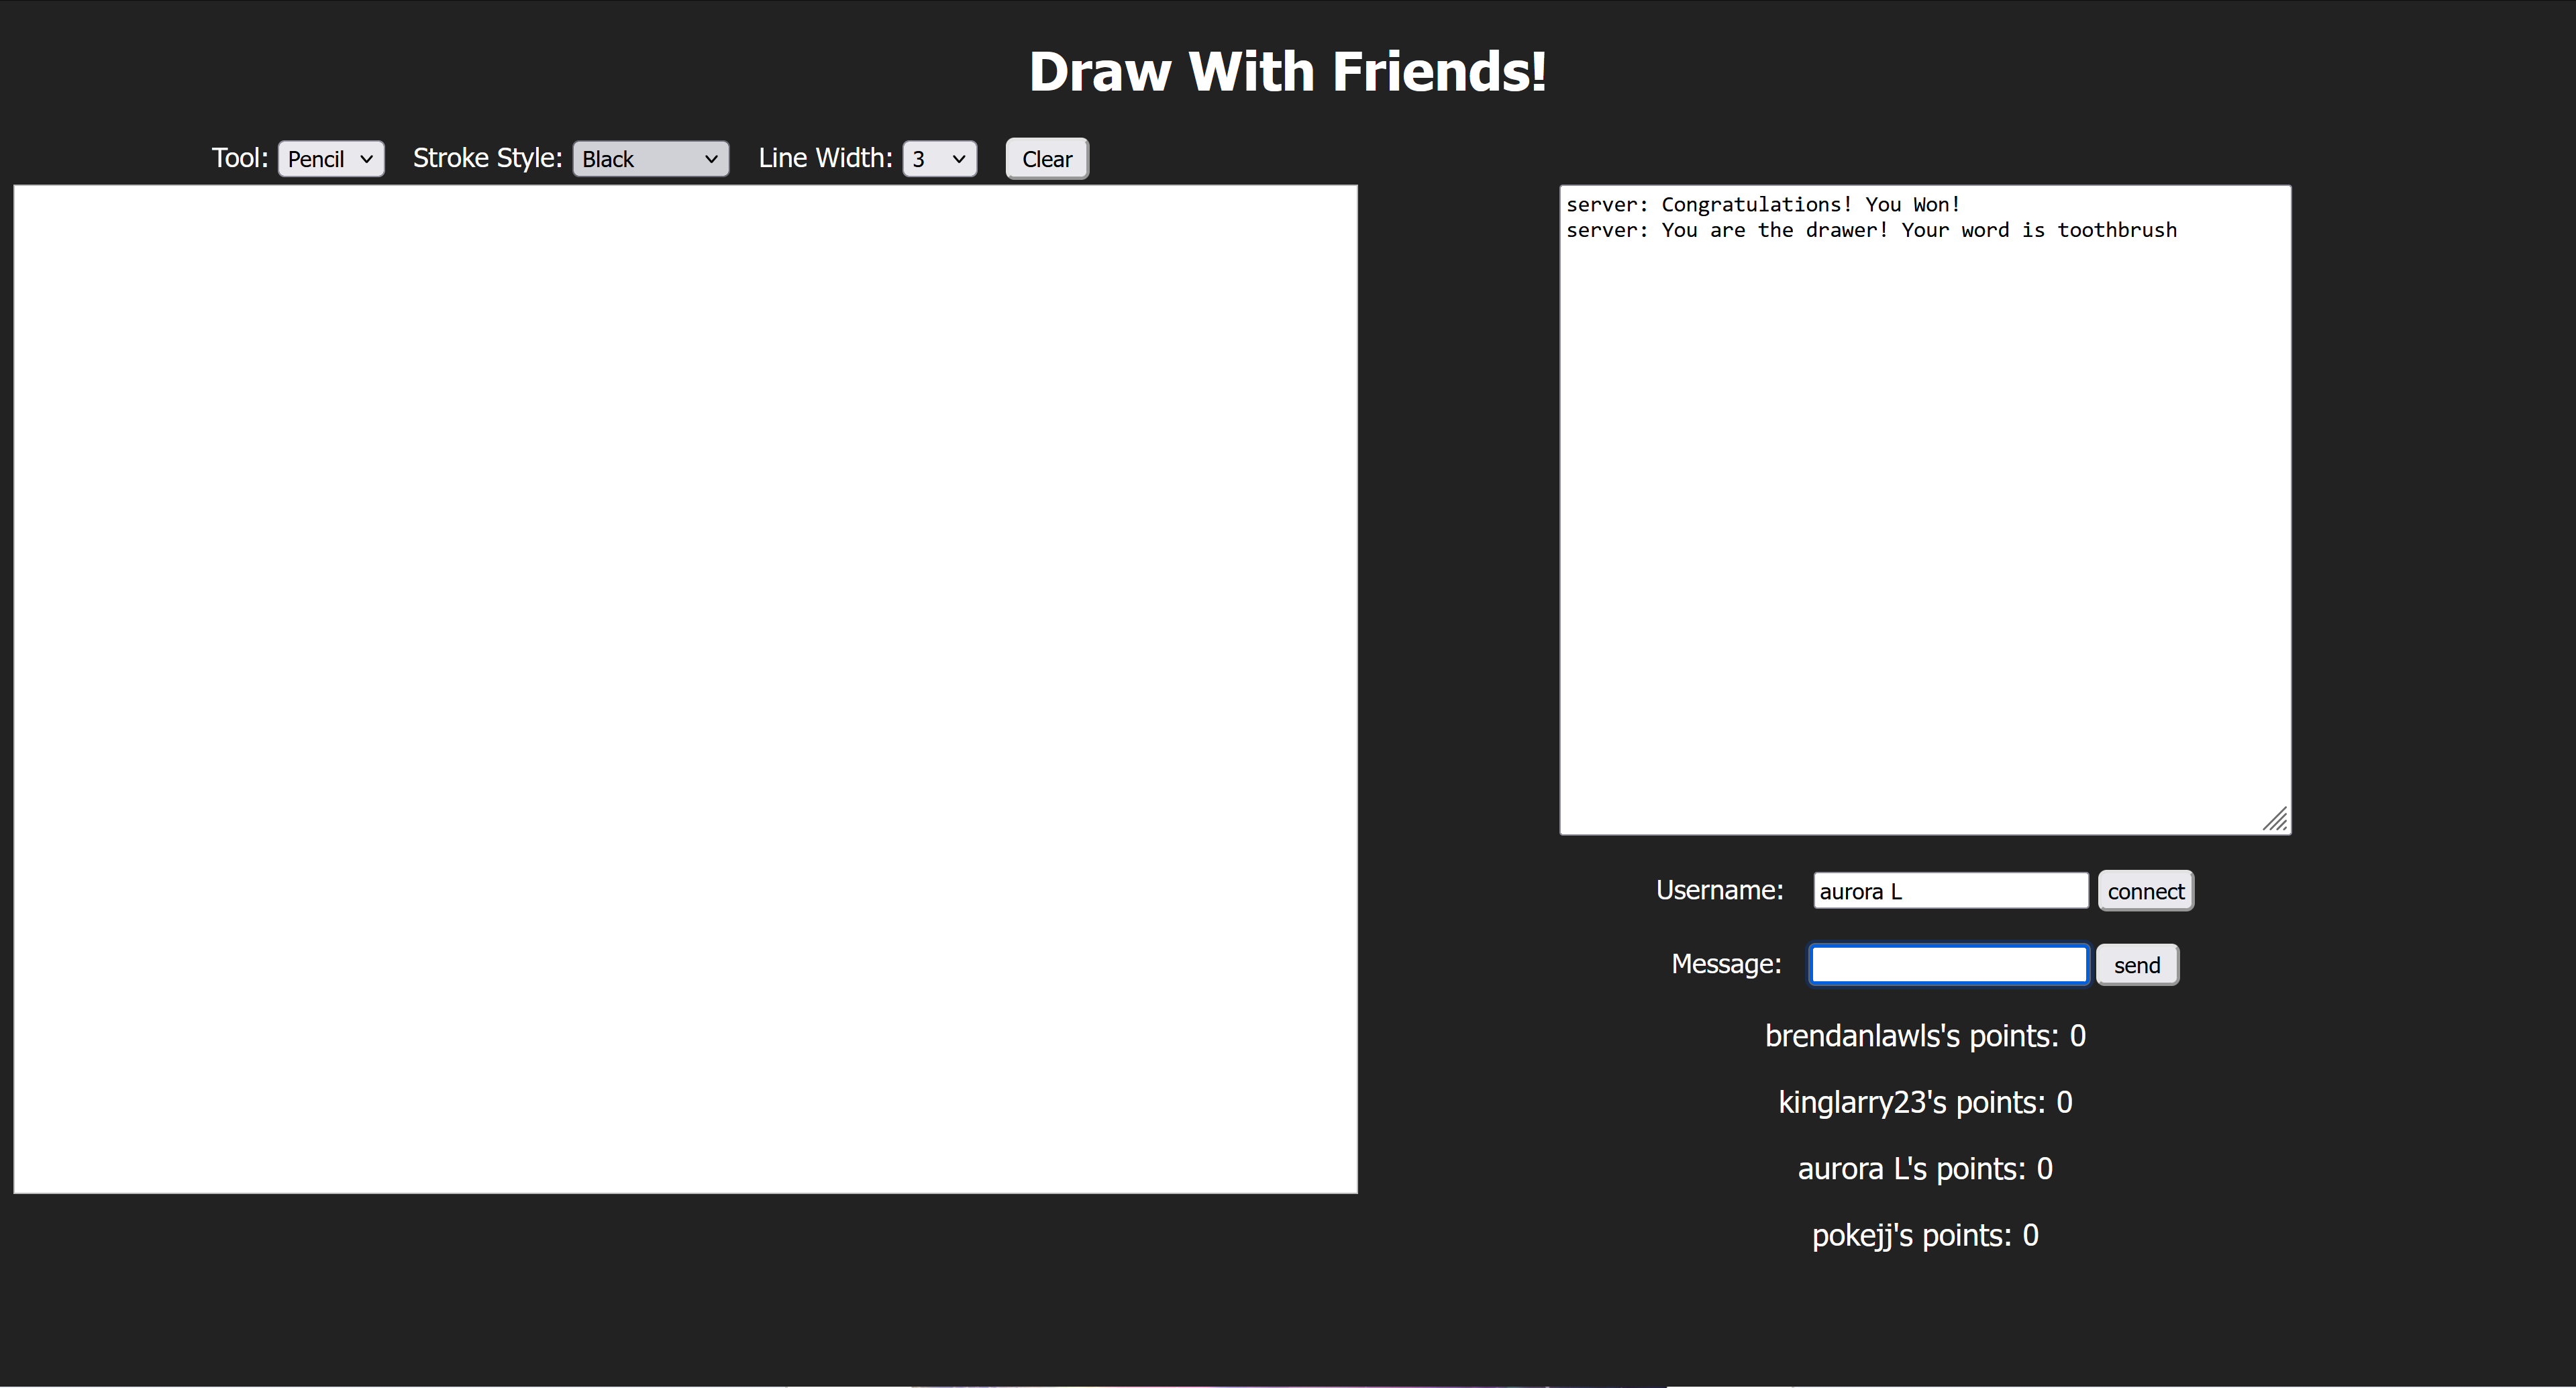 Draw With Friends!
Tool: Pencil Stroke Style: Black Line Width: 3 Clear
server: Congratulations! You Won!
server: You are the drawer! Your word is toothbrush
Username: aurora L connect
Message: send
brendanlawls's points: 0
kinglarry23's points: 0
aurora L's points: 0
pokejj's points: 0